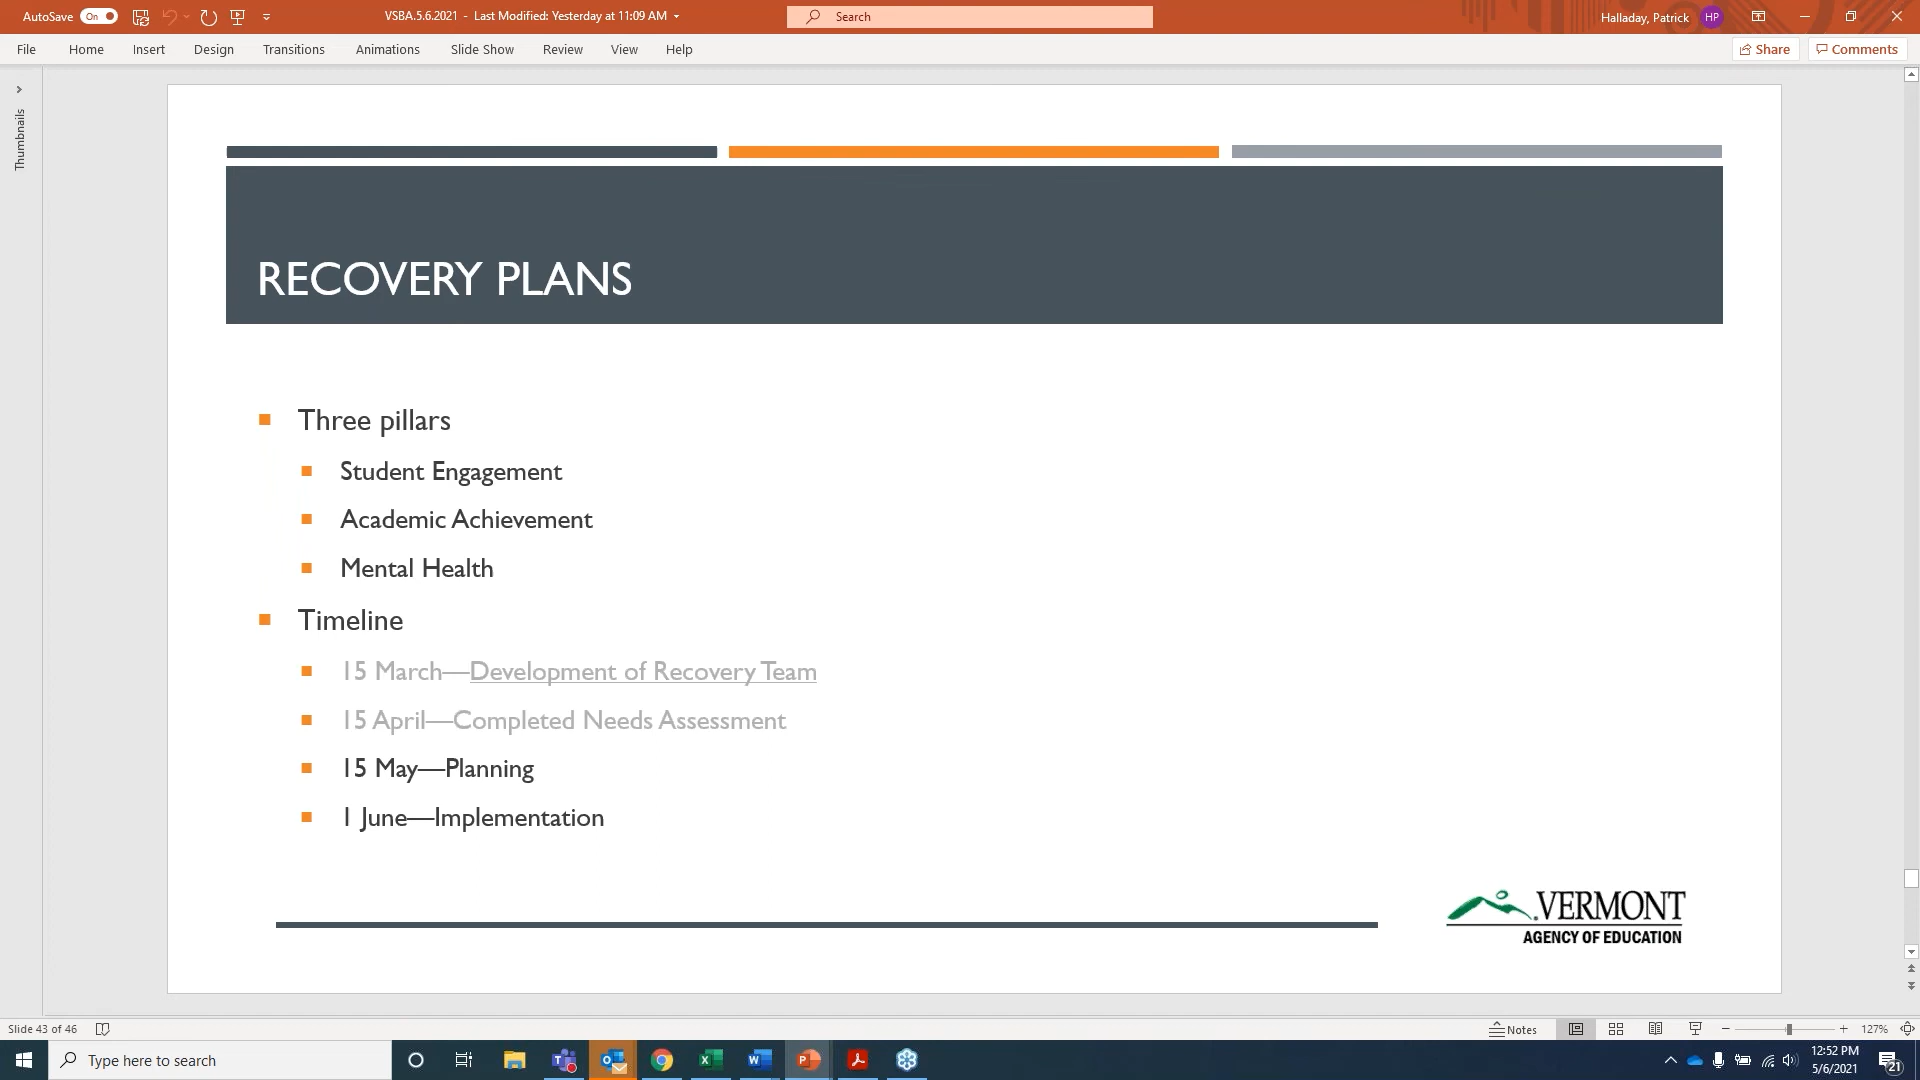 AutoSave On VSBA.5.6.2021 - Last Modified: Yesterday at 11:09 AM Search Halladay, Patrick HP
File Home Insert Design Transitions Animations Slide Show Review View Help Share Comments
Thumbnails
RECOVERY PLANS
Three pillars
Student Engagement
Academic Achievement
Mental Health
Timeline
15 March—Development of Recovery Team
15 April—Completed Needs Assessment
15 May—Planning
1 June—Implementation
VERMONT
AGENCY OF EDUCATION
Slide 43 of 46 Notes 127%
Type here to search
12:52 PM
5/6/2021
21